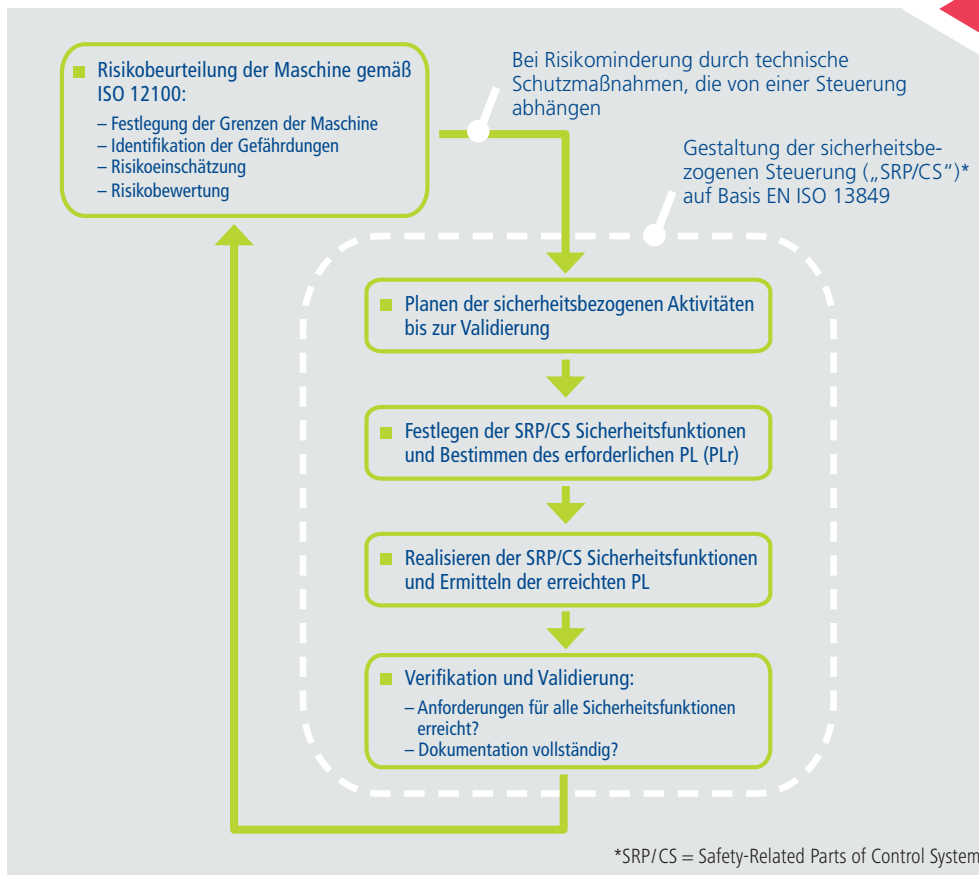 Risikobeurteilung der Maschine gemäß
ISO 12100:
– Festlegung der Grenzen der Maschine
– Identifikation der Gefährdungen
– Risikoeinschätzung
– Risikobewertung
Bei Risikominderung durch technische
Schutzmaßnahmen, die von einer Steuerung
abhängen
Gestaltung der sicherheitsbe-
zogenen Steuerung („SRP/CS“)*
auf Basis EN ISO 13849
Planen der sicherheitsbezogenen Aktivitäten
bis zur Validierung
Festlegen der SRP/CS Sicherheitsfunktionen
und Bestimmen des erforderlichen PL (PLr)
Realisieren der SRP/CS Sicherheitsfunktionen
und Ermitteln der erreichten PL
Verifikation und Validierung:
– Anforderungen für alle Sicherheitsfunktionen
erreicht?
– Dokumentation vollständig?
*SRP/CS = Safety-Related Parts of Control System